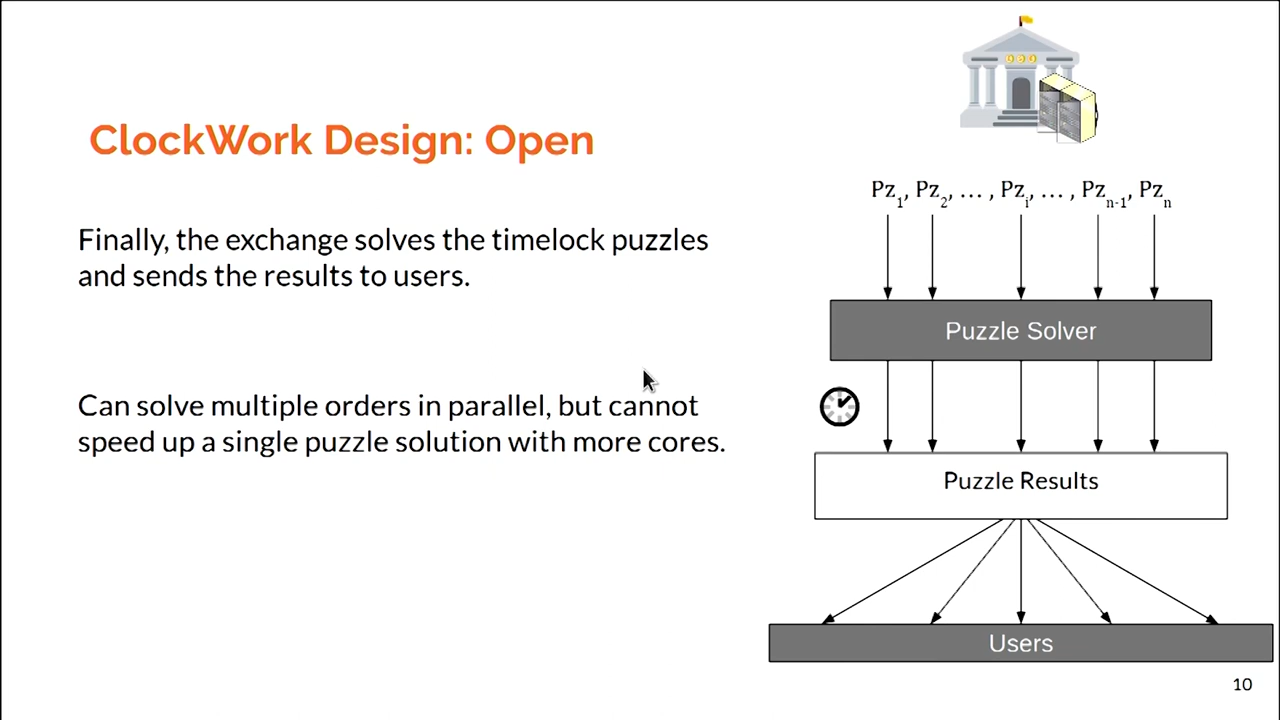 ClockWork Design: Open
Finally, the exchange solves the timelock puzzles
and sends the results to users.
Can solve multiple orders in parallel, but cannot
speed up a single puzzle solution with more cores.
Pz1, Pz2, … , Pzi, … , Pzn-1, Pzn
Puzzle Solver
Puzzle Results
Users
10